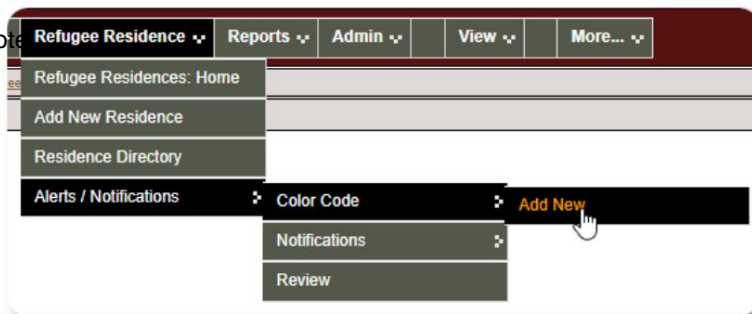 Refugee Residence Reports Admin View More...
Refugee Residences: Home
Add New Residence
Residence Directory
Alerts / Notifications Color Code Add New
Notifications
Review